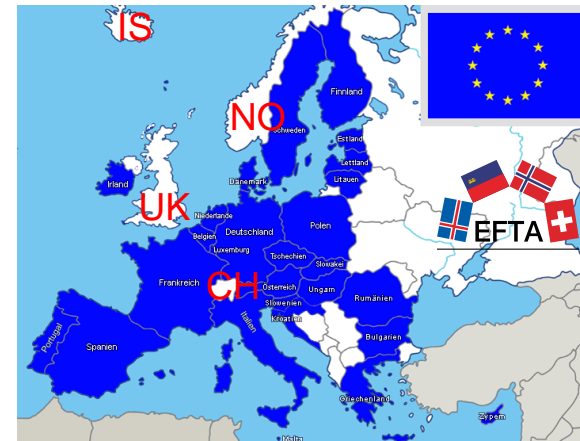 IS
Finnland
NO
Schweden
Estland
Lettland
Litauen
Dänemark
Irland
UK
Niederlande
EFTA
Belgien
Deutschland
Polen
Luxemburg
Tschechien
Slowakei
Frankreich
CH
Österreich
Ungarn
Rumänien
Slowenien
Kroatien
Italien
Portugal
Spanien
Bulgarien
Griechenland
Zypern
Malta